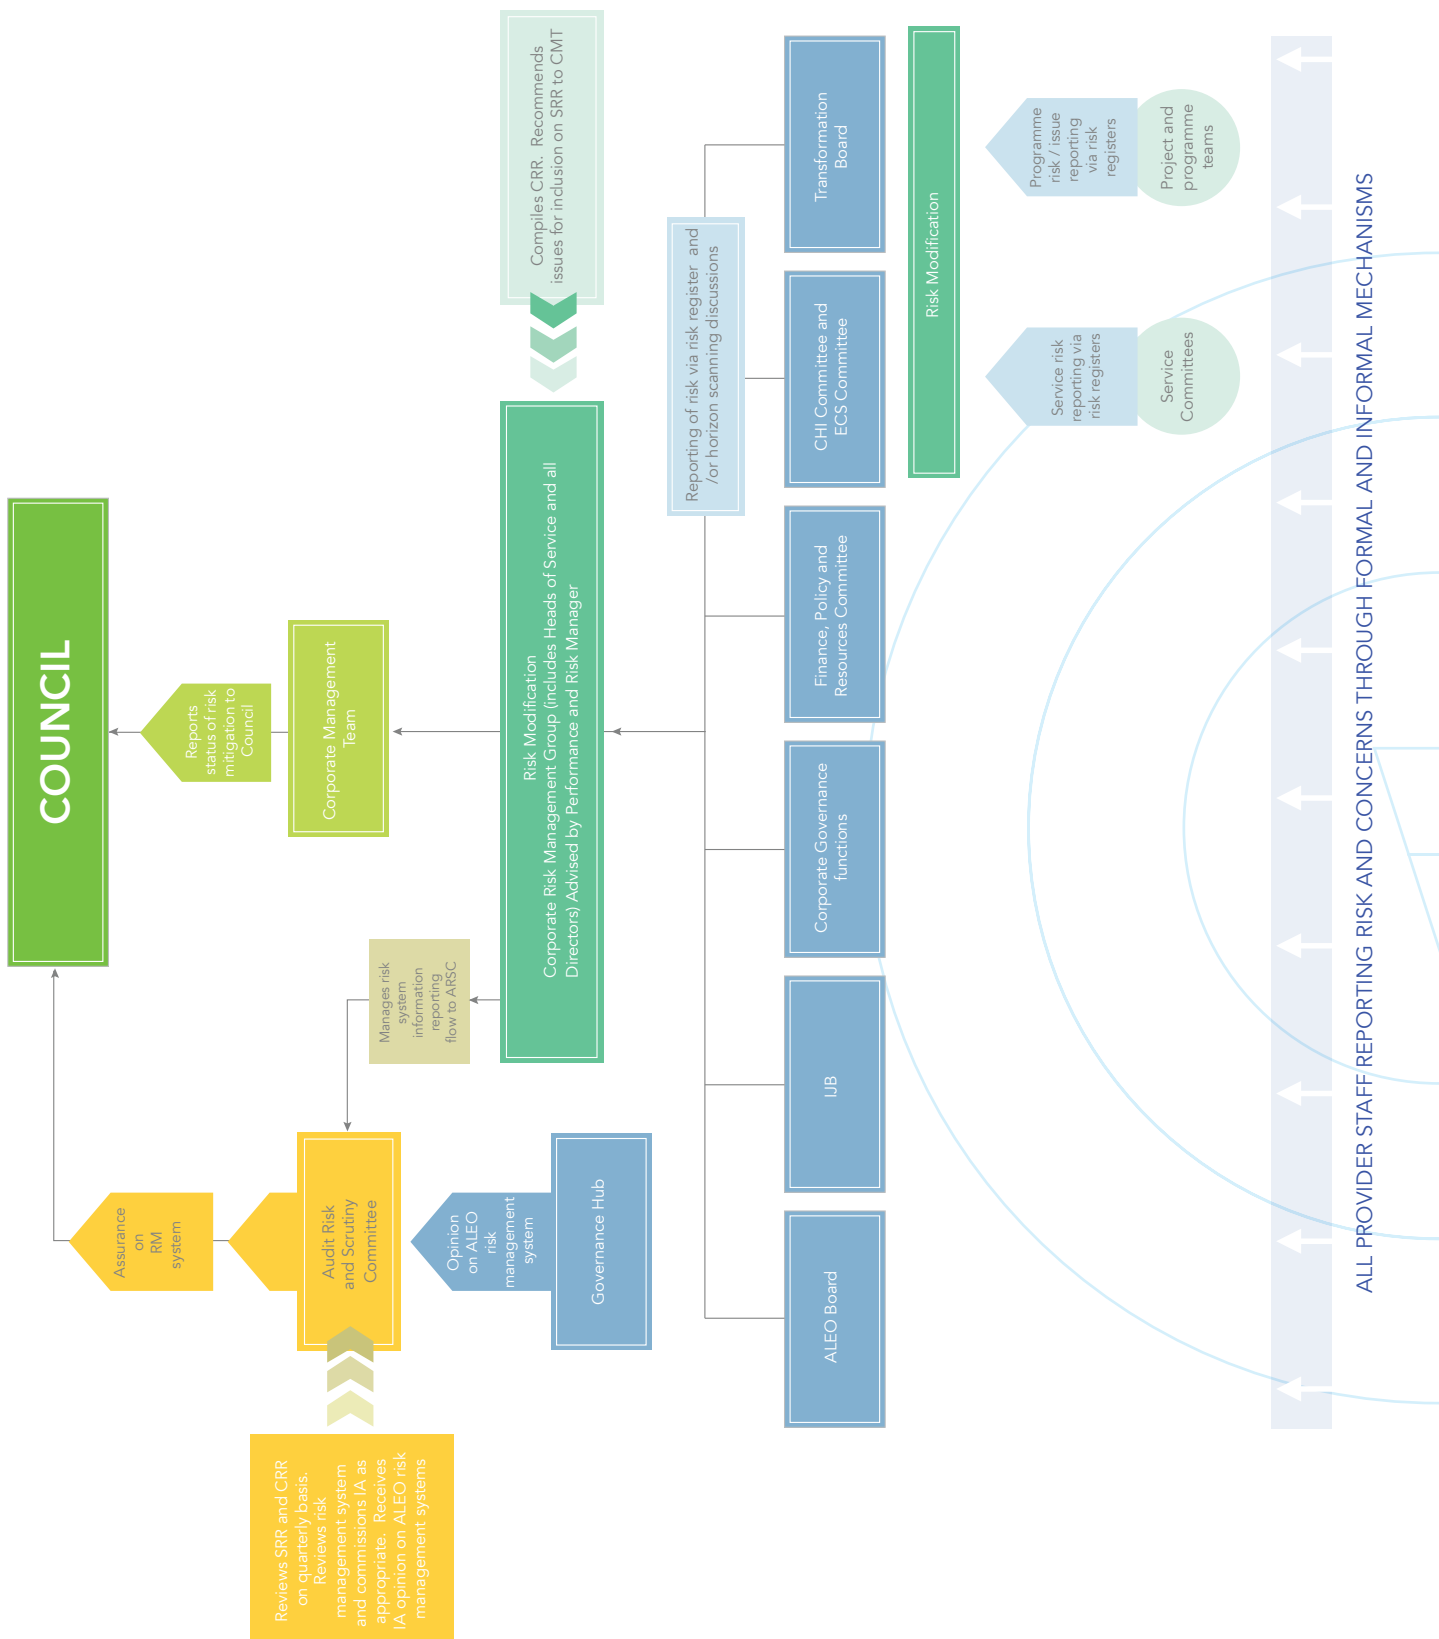 COUNCIL
Assurance
on
RM
system
Reports
status of risk
mitigation to
Council
Reviews SRR and CRR
on quarterly basis.
Reviews risk
management system
and commissions IA as
appropriate. Receives
IA opinion on ALEO risk
management systems
Audit Risk
and Scrutiny
Committee
Manages risk
system
information
reporting
flow to ARSC
Corporate Management
Team
Opinion
on ALEO
risk
management
system
Governance Hub
Risk Modification
Corporate Risk Management Group (includes Heads of Service and all
Directors) Advised by Performance and Risk Manager
Compiles CRR. Recommends
issues for inclusion on SRR to CMT
Reporting of risk via risk register and
/or horizon scanning discussions
ALEO Board
IJB
Corporate Governance
functions
Finance, Policy and
Resources Committee
CHI Committee and
ECS Committee
Transformation
Board
Risk Modification
Service risk
reporting via
risk registers
Service
Committees
Programme
risk / issue
reporting
via risk
registers
Project and
programme
teams
ALL PROVIDER STAFF REPORTING RISK AND CONCERNS THROUGH FORMAL AND INFORMAL MECHANISMS